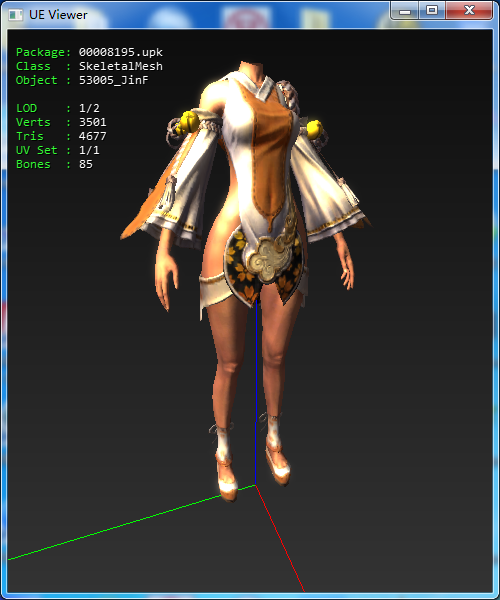 UE Viewer
Package: 00008195.upk
Class : SkeletalMesh
Object : 53005_JinF
LOD : 1/2
Verts : 3501
Tris : 4677
UV Set : 1/1
Bones : 85